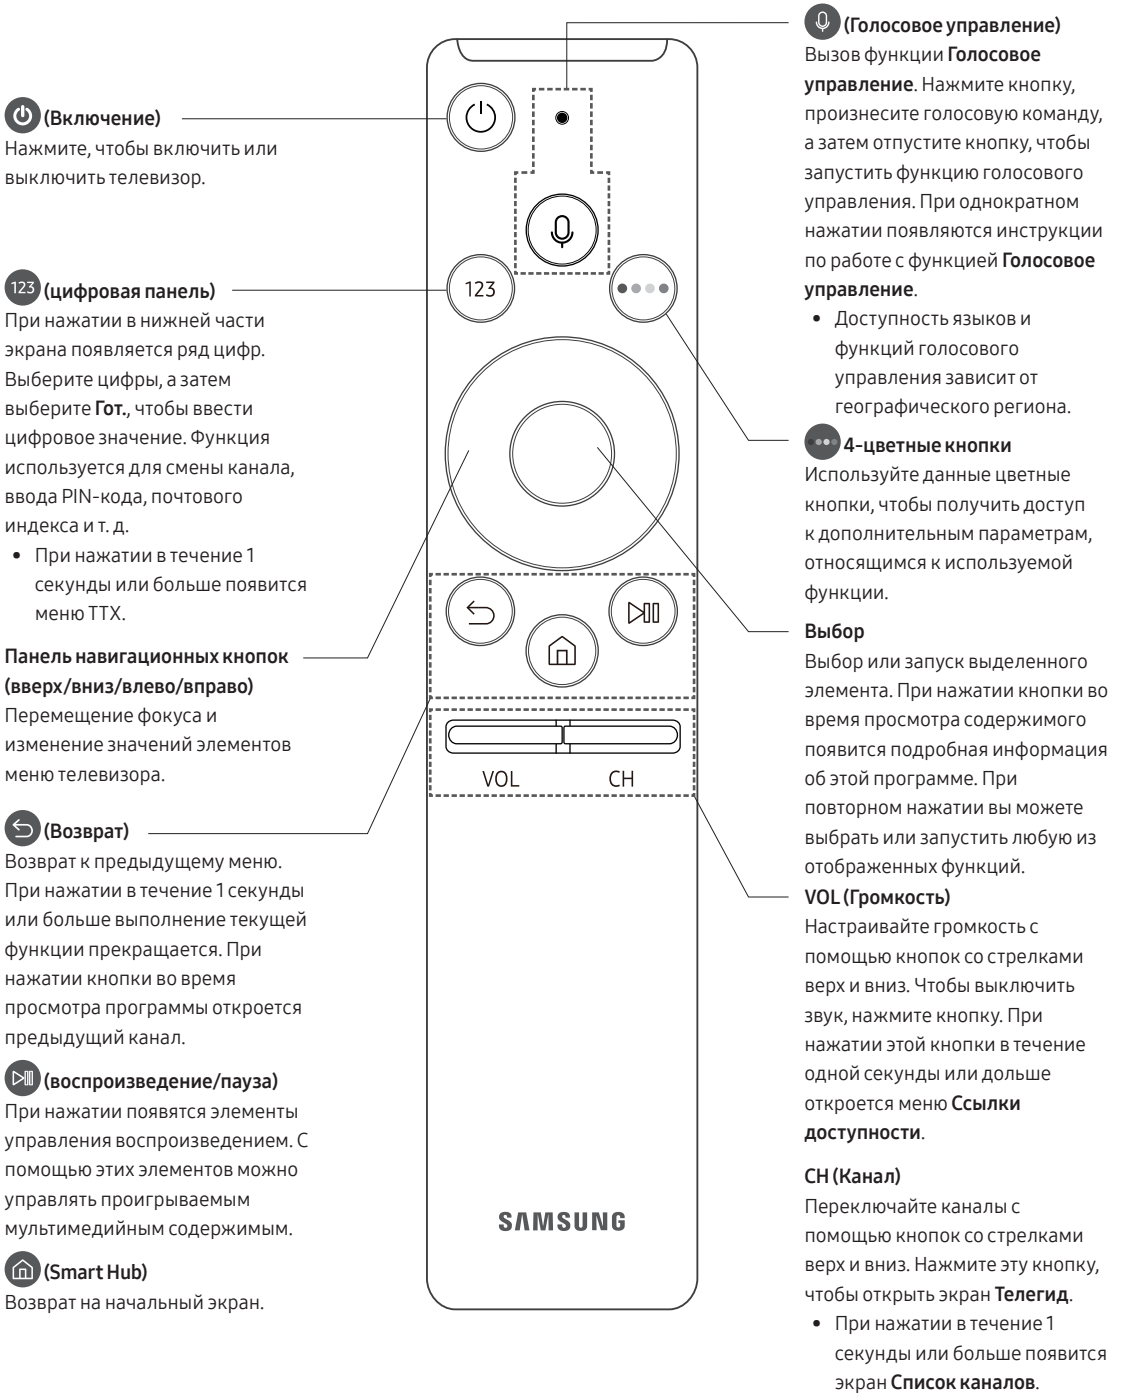 (Включение)
Нажмите, чтобы включить или
выключить телевизор.
123 (цифровая панель)
При нажатии в нижней части
экрана появляется ряд цифр.
Выберите цифры, а затем
выберите Гот., чтобы ввести
цифровое значение. Функция
используется для смены канала,
ввода PIN-кода, почтового
индекса и т. д.
• При нажатии в течение 1
секунды или больше появится
меню TTX.
Панель навигационных кнопок
(вверх/вниз/влево/вправо)
Перемещение фокуса и
изменение значений элементов
меню телевизора.
(Возврат)
Возврат к предыдущему меню.
При нажатии в течение 1 секунды
или больше выполнение текущей
функции прекращается. При
нажатии кнопки во время
просмотра программы откроется
предыдущий канал.
(воспроизведение/пауза)
При нажатии появятся элементы
управления воспроизведением. С
помощью этих элементов можно
управлять проигрываемым
мультимедийным содержимым.
(Smart Hub)
Возврат на начальный экран.
123
VOL CH
SAMSUNG
(Голосовое управление)
Вызов функции Голосовое
управление. Нажмите кнопку,
произнесите голосовую команду,
а затем отпустите кнопку, чтобы
запустить функцию голосового
управления. При однократном
нажатии появляются инструкции
по работе с функцией Голосовое
управление.
• Доступность языков и
функций голосового
управления зависит от
географического региона.
4-цветные кнопки
Используйте данные цветные
кнопки, чтобы получить доступ
к дополнительным параметрам,
относящимся к используемой
функции.
Выбор
Выбор или запуск выделенного
элемента. При нажатии кнопки во
время просмотра содержимого
появится подробная информация
об этой программе. При
повторном нажатии вы можете
выбрать или запустить любую из
отображенных функций.
VOL (Громкость)
Настраивайте громкость с
помощью кнопок со стрелками
верх и вниз. Чтобы выключить
звук, нажмите кнопку. При
нажатии этой кнопки в течение
одной секунды или дольше
откроется меню Ссылки
доступности.
CH (Канал)
Переключайте каналы с
помощью кнопок со стрелками
верх и вниз. Нажмите эту кнопку,
чтобы открыть экран Телегид.
• При нажатии в течение 1
секунды или больше появится
экран Список каналов.